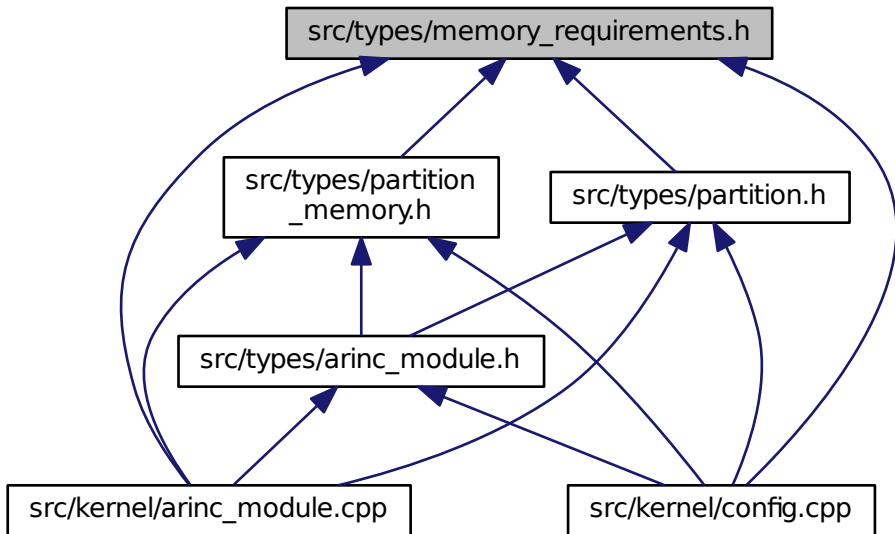 src/types/memory_requirements.h
src/types/partition
_memory.h
src/types/partition.h
src/types/arinc_module.h
src/kernel/arinc_module.cpp
src/kernel/config.cpp